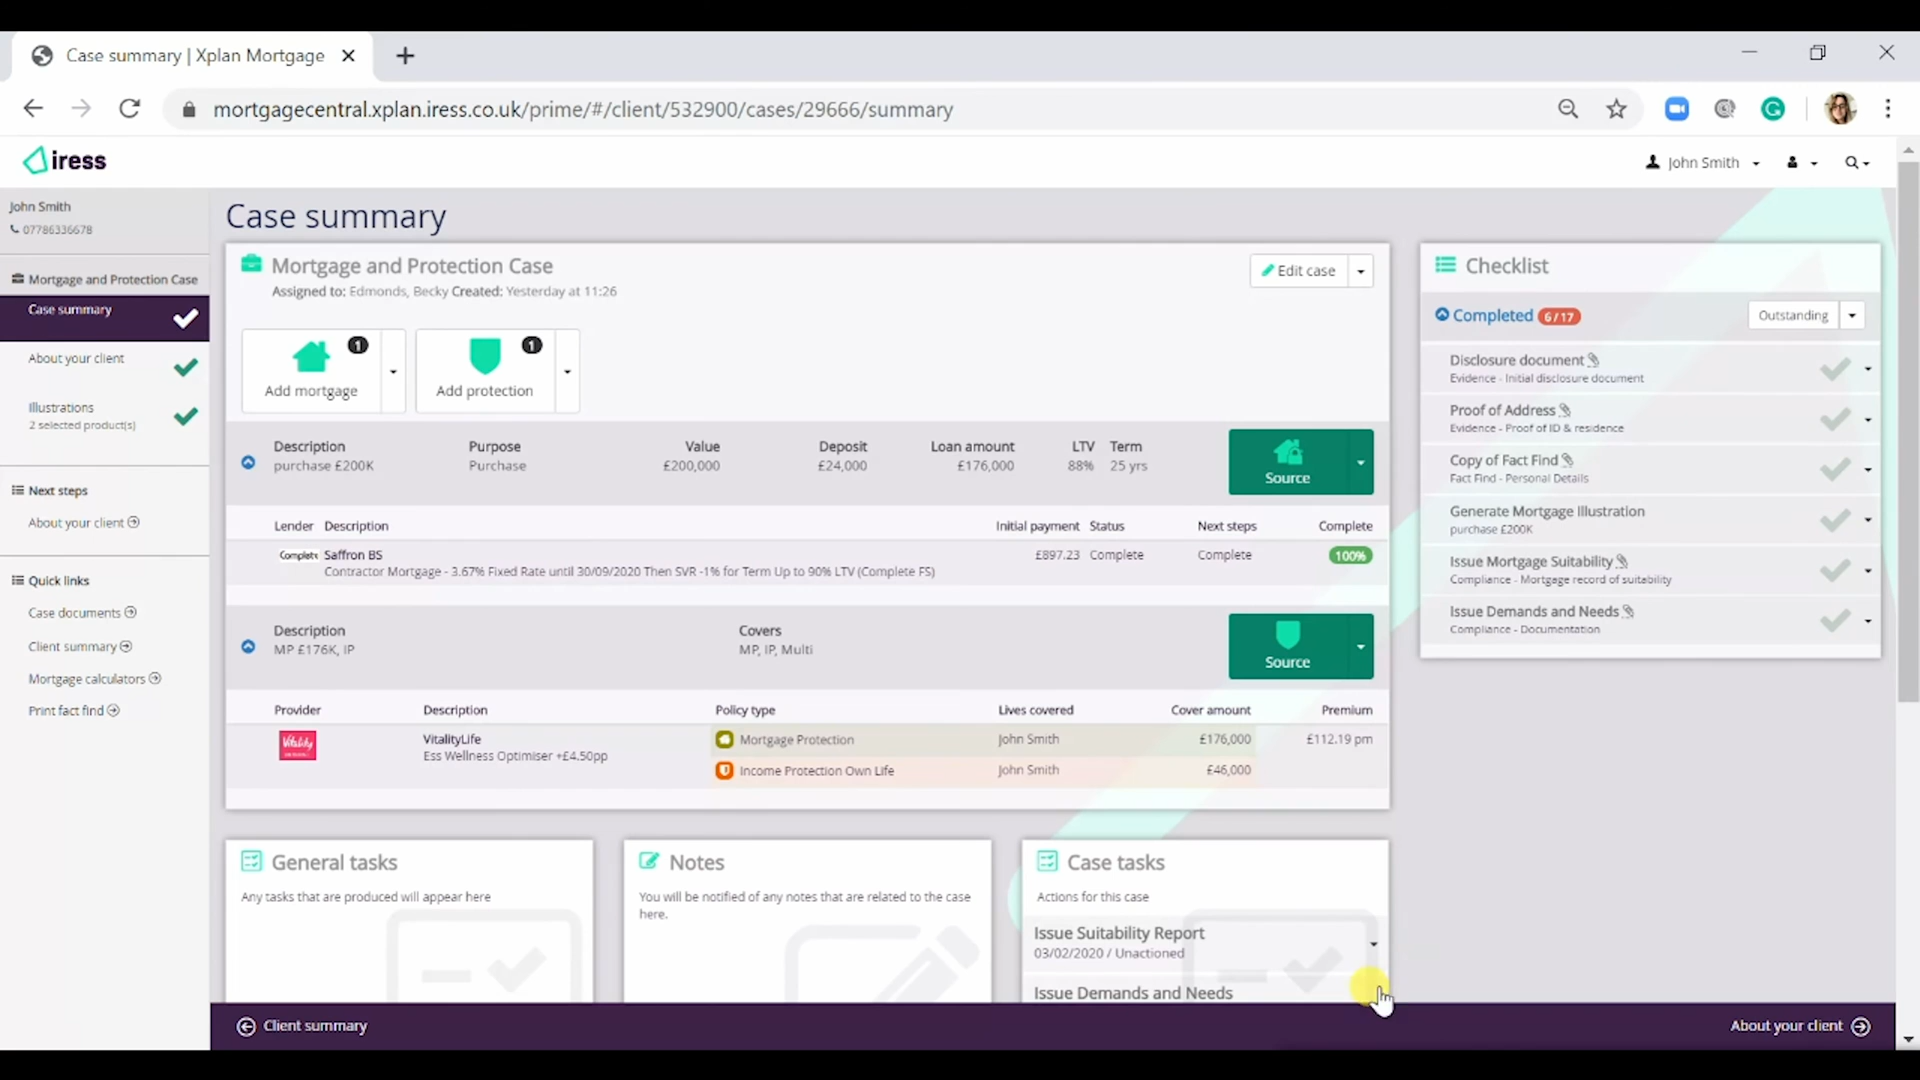 Case summary | Xplan Mortgage
mortgagecentral.xplan.iress.co.uk/prime/#/client/532900/cases/29666/summary
iress
John Smith
John Smith
07786336678
Mortgage and Protection Case
Case summary
About your client
Illustrations
2 selected product(s)
Next steps
About your client
Quick links
Case documents
Client summary
Mortgage calculators
Print fact find
Case summary
Mortgage and Protection Case
Assigned to: Edmonds, Becky Created: Yesterday at 11:26
Edit case
1
Add mortgage
1
Add protection
Description Purpose Value Deposit Loan amount LTV Term
purchase £200K Purchase £200,000 £24,000 £176,000 88% 25 yrs
Source
Lender Description Initial payment Status Next steps Complete
Complete Saffron BS £897.23 Complete Complete 100%
Contractor Mortgage - 3.67% Fixed Rate until 30/09/2020 Then SVR -1% for Term Up to 90% LTV (Complete FS)
Description Covers
MP £176K, IP MP, IP, Multi
Source
Provider Description Policy type Lives covered Cover amount Premium
Vitality VitalityLife Mortgage Protection John Smith £176,000 £112.19 pm
Ess Wellness Optimiser +£4.50pp
Income Protection Own Life John Smith £46,000
Checklist
Completed 6/17 Outstanding
Disclosure document
Evidence - Initial disclosure document
Proof of Address
Evidence - Proof of ID & residence
Copy of Fact Find
Fact Find - Personal Details
Generate Mortgage Illustration
purchase £200K
Issue Mortgage Suitability
Compliance - Mortgage record of suitability
Issue Demands and Needs
Compliance - Documentation
General tasks
Any tasks that are produced will appear here
Notes
You will be notified of any notes that are related to the case
here.
Case tasks
Actions for this case
Issue Suitability Report
03/02/2020 / Unactioned
Issue Demands and Needs
Client summary
About your client